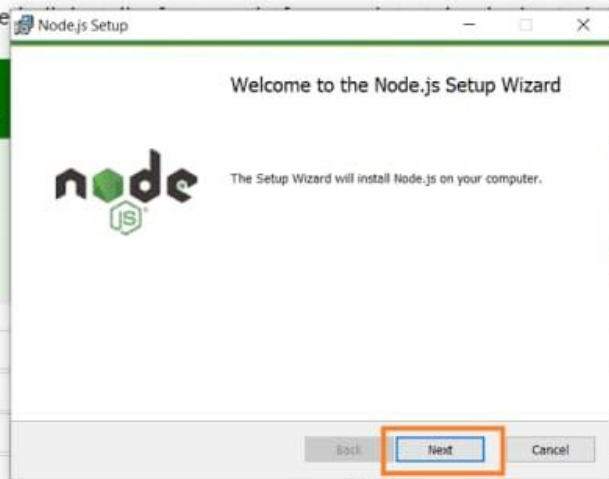 Node.js Setup
Welcome to the Node.js Setup Wizard
node
JS
The Setup Wizard will install Node.js on your computer.
Back Next Cancel